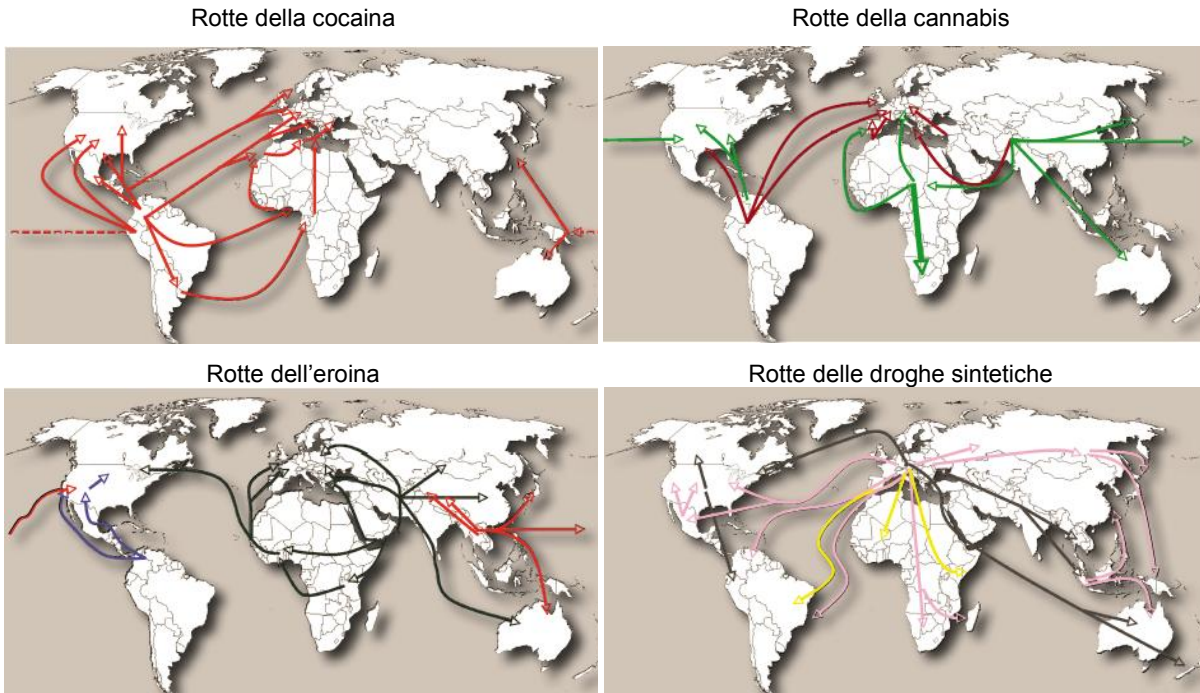 Rotte della cocaina
Rotte della cannabis
Rotte dell’eroina
Rotte delle droghe sintetiche